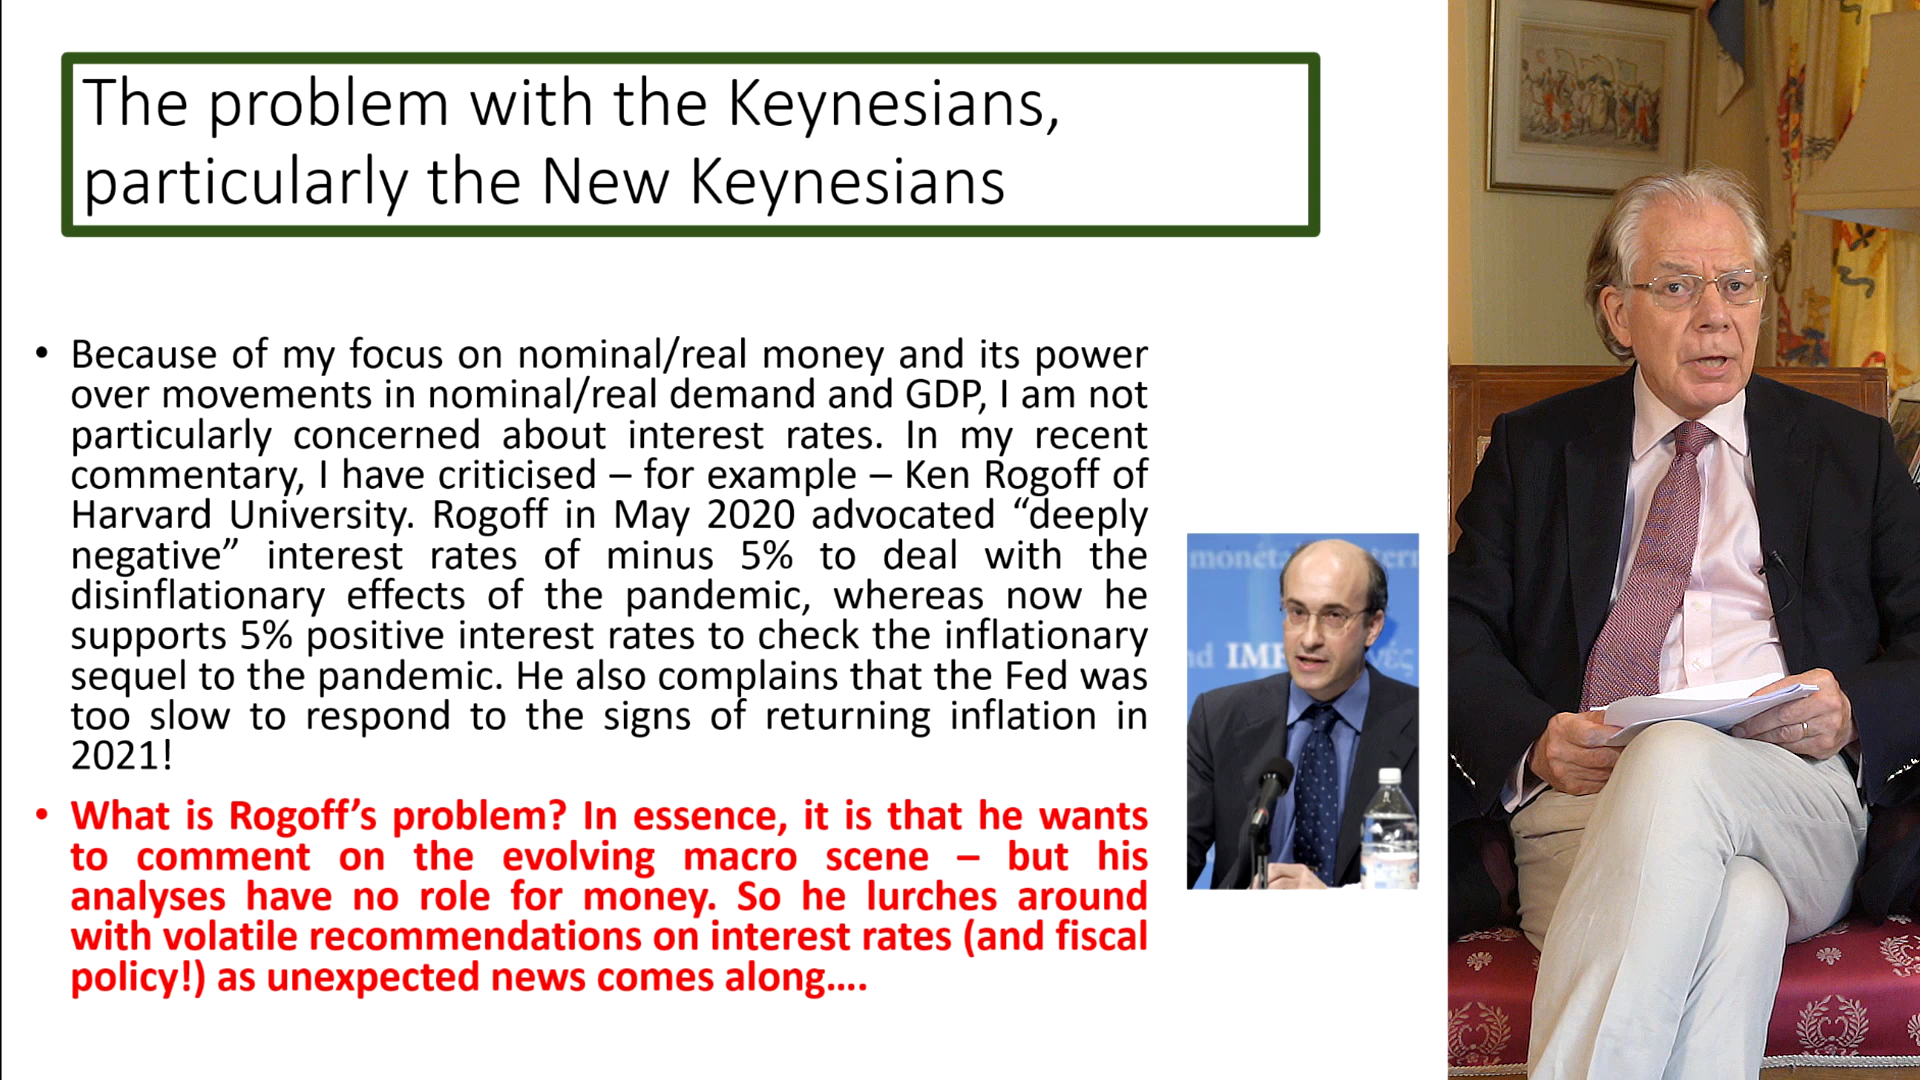 The problem with the Keynesians,
particularly the New Keynesians
• Because of my focus on nominal/real money and its power
over movements in nominal/real demand and GDP, I am not
particularly concerned about interest rates. In my recent
commentary, I have criticised – for example – Ken Rogoff of
Harvard University. Rogoff in May 2020 advocated “deeply
negative” interest rates of minus 5% to deal with the
disinflationary effects of the pandemic, whereas now he
supports 5% positive interest rates to check the inflationary
sequel to the pandemic. He also complains that the Fed was
too slow to respond to the signs of returning inflation in
2021!
• What is Rogoff’s problem? In essence, it is that he wants
to comment on the evolving macro scene – but his
analyses have no role for money. So he lurches around
with volatile recommendations on interest rates (and fiscal
policy!) as unexpected news comes along....
IMF